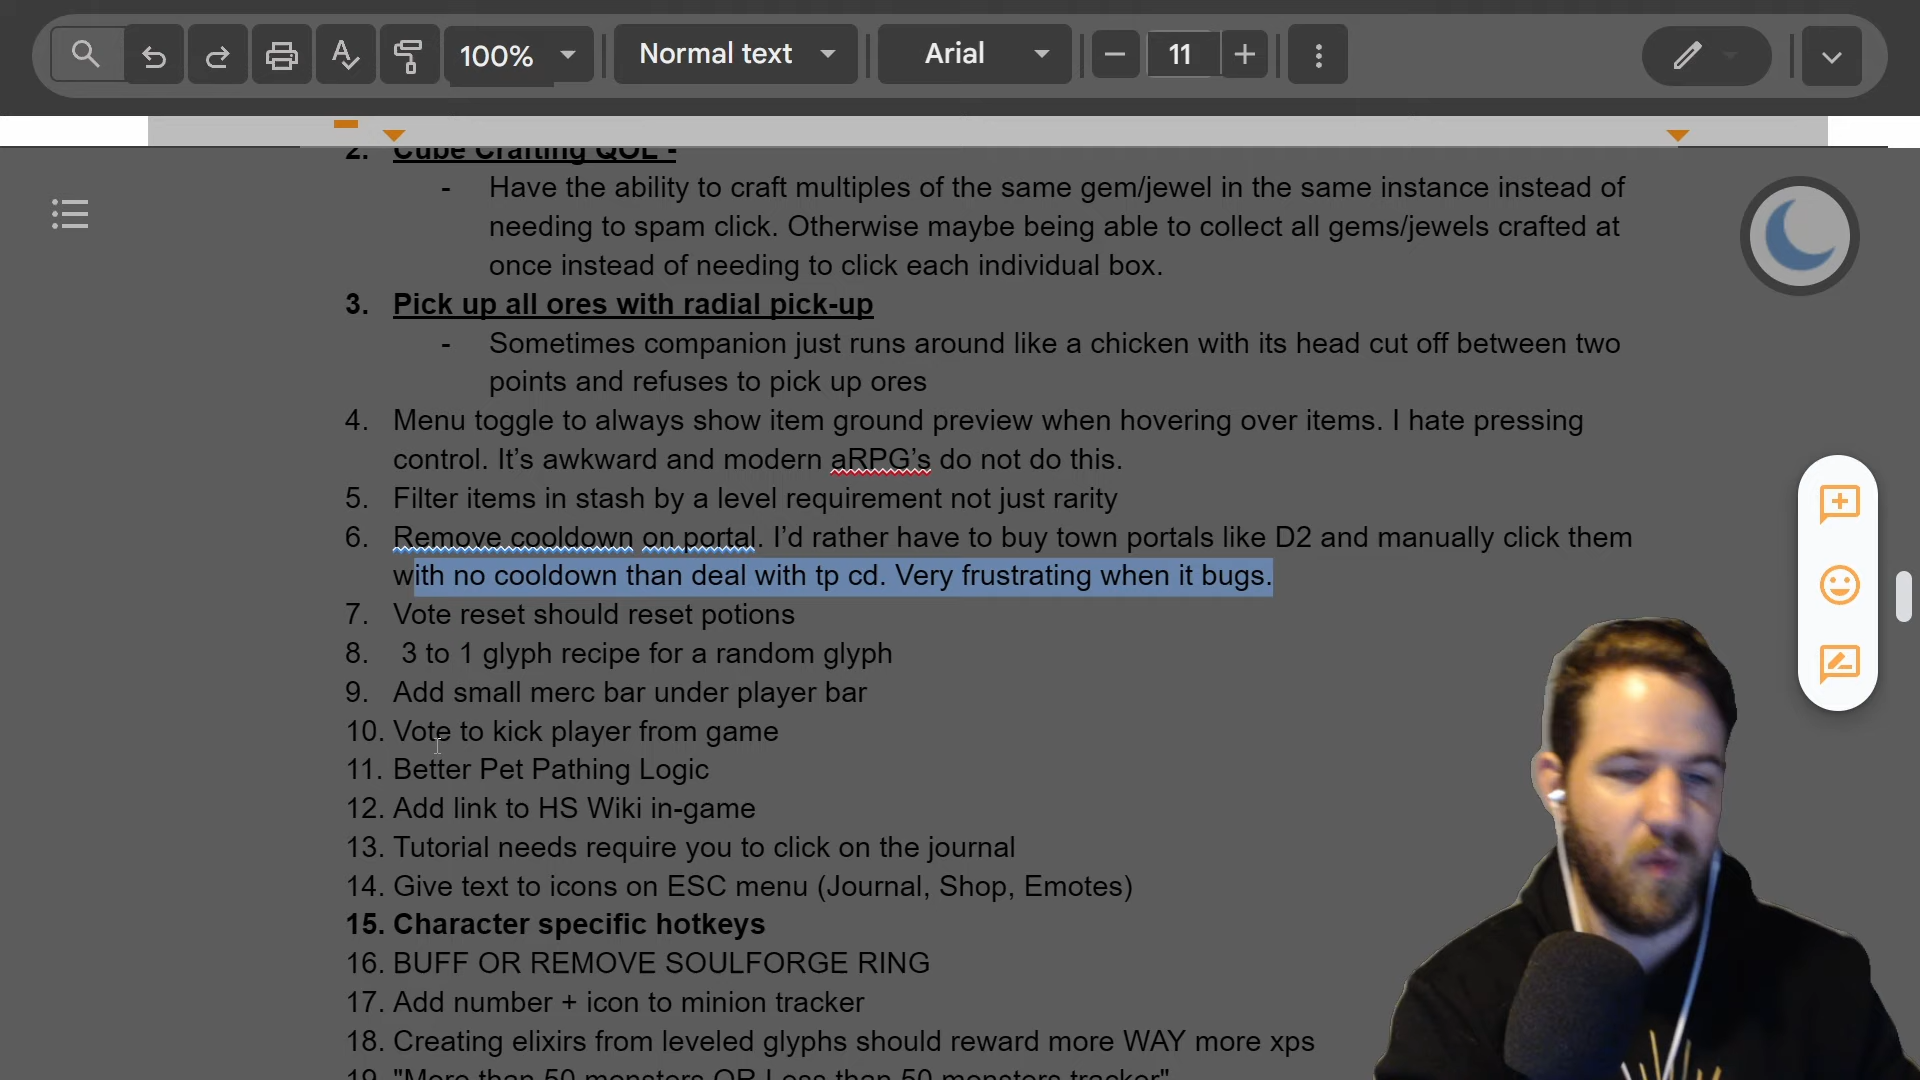 100%
Normal text
Arial
11
2. Cube Crafting QOL -
- Have the ability to craft multiples of the same gem/jewel in the same instance instead of
needing to spam click. Otherwise maybe being able to collect all gems/jewels crafted at
once instead of needing to click each individual box.
3. Pick up all ores with radial pick-up
- Sometimes companion just runs around like a chicken with its head cut off between two
points and refuses to pick up ores
4. Menu toggle to always show item ground preview when hovering over items. I hate pressing
control. It’s awkward and modern aRPG’s do not do this.
5. Filter items in stash by a level requirement not just rarity
6. Remove cooldown on portal. I’d rather have to buy town portals like D2 and manually click them
with no cooldown than deal with tp cd. Very frustrating when it bugs.
7. Vote reset should reset potions
8. 3 to 1 glyph recipe for a random glyph
9. Add small merc bar under player bar
10. Vote to kick player from game
11. Better Pet Pathing Logic
12. Add link to HS Wiki in-game
13. Tutorial needs require you to click on the journal
14. Give text to icons on ESC menu (Journal, Shop, Emotes)
15. Character specific hotkeys
16. BUFF OR REMOVE SOULFORGE RING
17. Add number + icon to minion tracker
18. Creating elixirs from leveled glyphs should reward more WAY more xps
19. "More than 50 monsters OR Less than 50 monsters tracker"